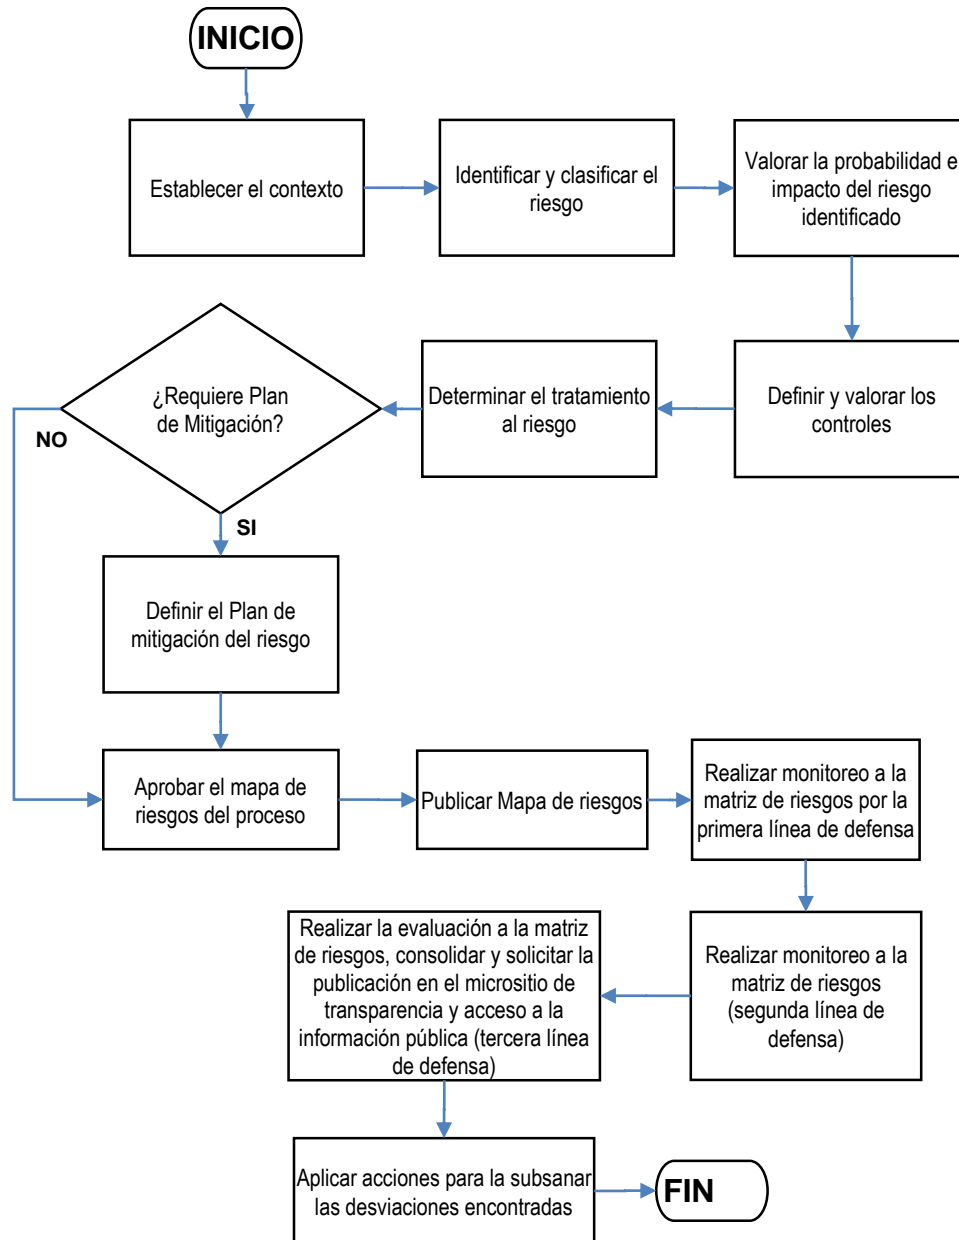 INICIO
Establecer el contexto
Identificar y clasificar el
riesgo
Valorar la probabilidad e
impacto del riesgo
identificado
¿Requiere Plan
de Mitigación?
Determinar el tratamiento
al riesgo
Definir y valorar los
controles
NO
SI
Definir el Plan de
mitigación del riesgo
Aprobar el mapa de
riesgos del proceso
Publicar Mapa de riesgos
Realizar monitoreo a la
matriz de riesgos por la
primera línea de defensa
Realizar la evaluación a la matriz
de riesgos, consolidar y solicitar la
publicación en el micrositio de
transparencia y acceso a la
información pública (tercera línea
de defensa)
Realizar monitoreo a la
matriz de riesgos
(segunda línea de
defensa)
Aplicar acciones para la subsanar
las desviaciones encontradas
FIN